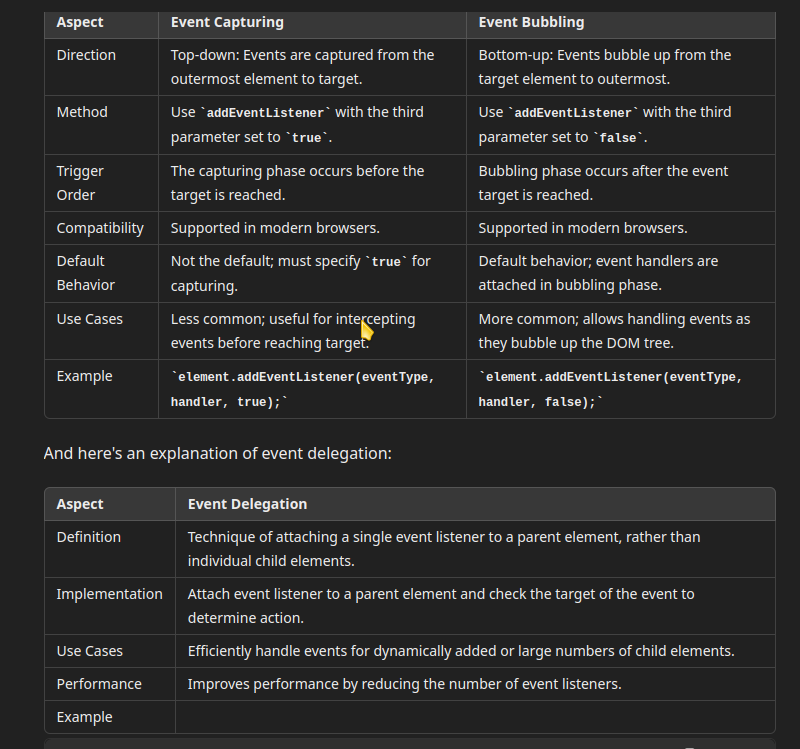 Aspect Event Capturing Event Bubbling
Direction Top-down: Events are captured from the outermost element to target. Bottom-up: Events bubble up from the target element to outermost.
Method Use `addEventListener` with the third parameter set to `true`. Use `addEventListener` with the third parameter set to `false`.
Trigger Order The capturing phase occurs before the target is reached. Bubbling phase occurs after the event target is reached.
Compatibility Supported in modern browsers. Supported in modern browsers.
Default Behavior Not the default; must specify `true` for capturing. Default behavior; event handlers are attached in bubbling phase.
Use Cases Less common; useful for intercepting events before reaching target. More common; allows handling events as they bubble up the DOM tree.
Example `element.addEventListener(eventType, handler, true);` `element.addEventListener(eventType, handler, false);`
And here's an explanation of event delegation:
Aspect Event Delegation
Definition Technique of attaching a single event listener to a parent element, rather than individual child elements.
Implementation Attach event listener to a parent element and check the target of the event to determine action.
Use Cases Efficiently handle events for dynamically added or large numbers of child elements.
Performance Improves performance by reducing the number of event listeners.
Example